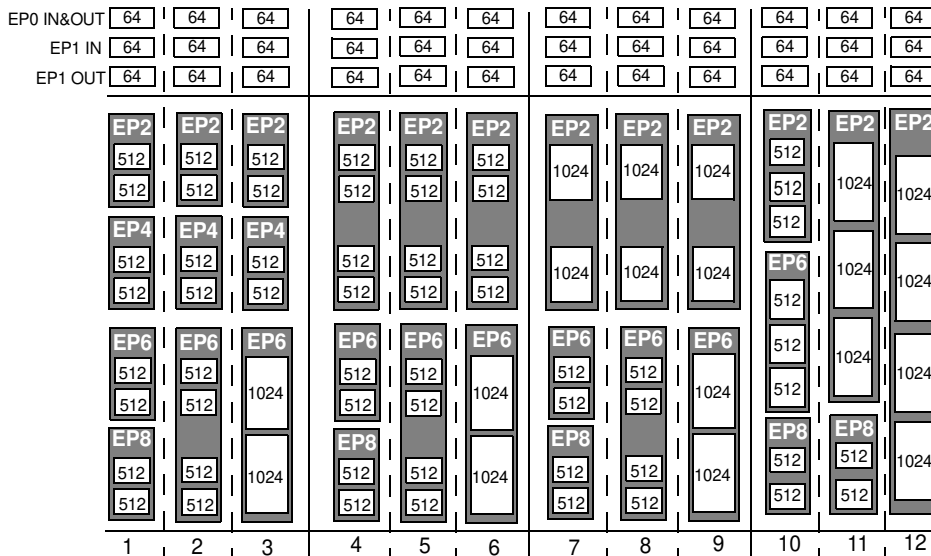 EP0 IN&OUT 64 64 64 64 64 64 64 64 64 64 64 64
EP1 IN 64 64 64 64 64 64 64 64 64 64 64 64
EP1 OUT 64 64 64 64 64 64 64 64 64 64 64 64
EP2 EP2 EP2 EP2 EP2 EP2 EP2 EP2 EP2 EP2 EP2 EP2
512 512 512 512 512 512 1024 1024 1024 512 1024 1024
512 512 512 512 512 512 512
512
EP4 EP4 EP4
512 512 512 512 512 512 1024 1024 1024 1024 1024
512 512 512 512 512 512
EP6
512
512
512
EP6 EP6 EP6 EP6 EP6 EP6 EP6 EP6 EP6
512 512 1024 512 512 1024 512 512 1024 1024 1024
512 512 512 512 512 512
EP8 EP8 EP8 EP8 EP8
512 512 1024 512 512 1024 512 512 1024 512 512 1024
512 512 512 512 512 512 512 512
1 2 3 4 5 6 7 8 9 10 11 12